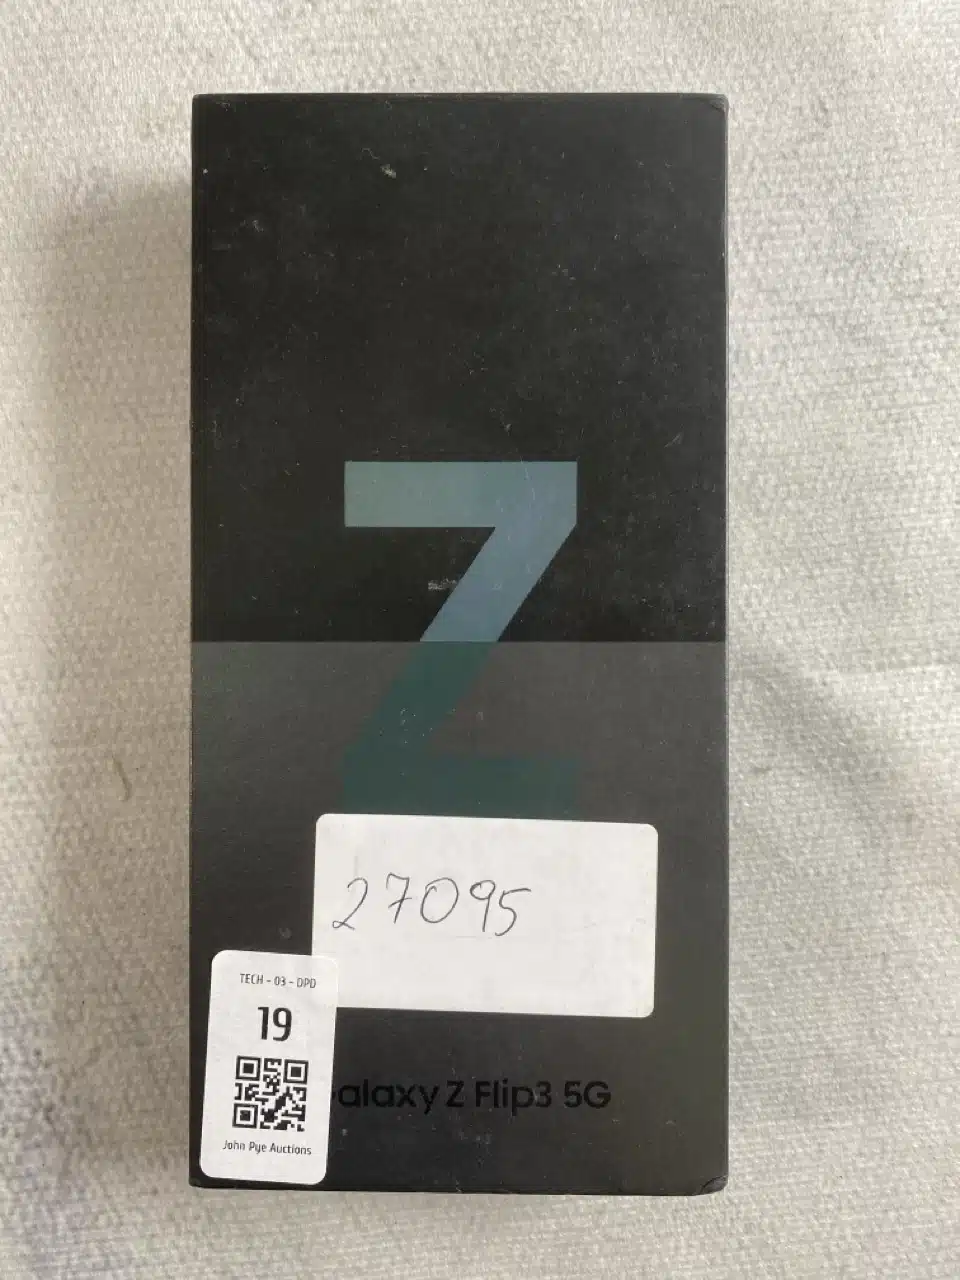 Z
27095
TECH - 03 - DPD
19
alaxy Z Flip3 5G
John Pye Auctions